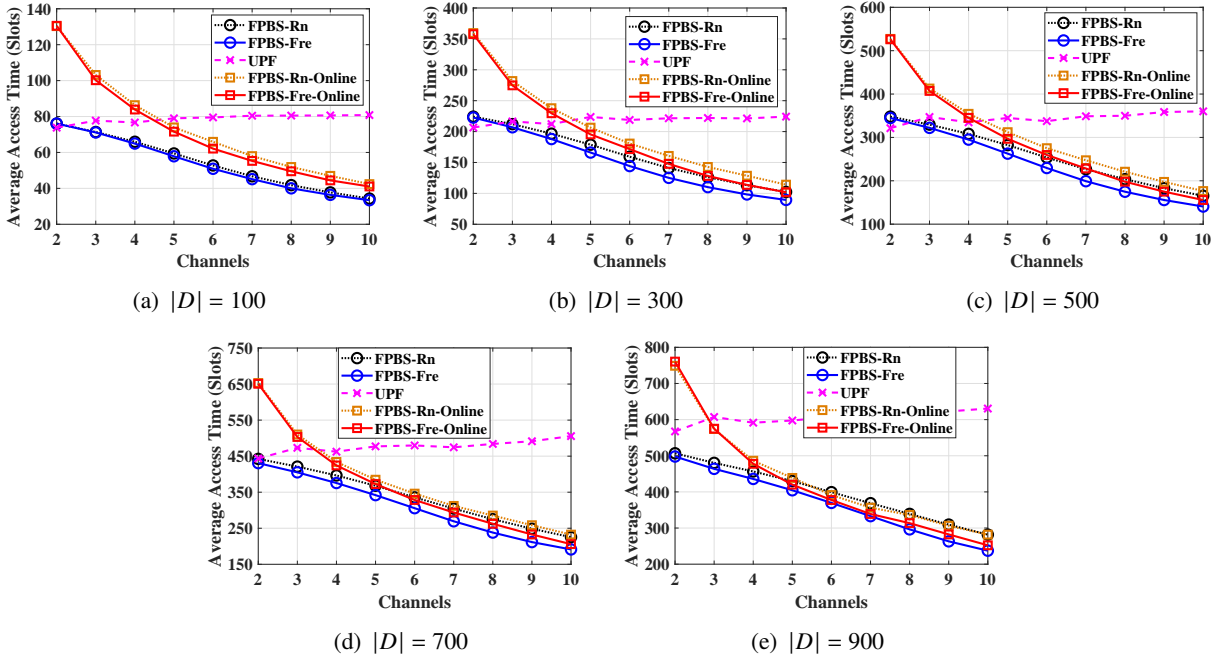 140
120
100
80
60
40
20
Average Access Time (Slots)
FPBS-Rn
FPBS-Fre
UPF
FPBS-Rn-Online
FPBS-Fre-Online
2 3 4 5 6 7 8 9 10
Channels
(a) |D| = 100
400
350
300
250
200
150
100
50
Average Access Time (Slots)
FPBS-Rn
FPBS-Fre
UPF
FPBS-Rn-Online
FPBS-Fre-Online
2 3 4 5 6 7 8 9 10
Channels
(b) |D| = 300
600
500
400
300
200
100
Average Access Time (Slots)
FPBS-Rn
FPBS-Fre
UPF
FPBS-Rn-Online
FPBS-Fre-Online
2 3 4 5 6 7 8 9 10
Channels
(c) |D| = 500
750
650
550
450
350
250
150
Average Access Time (Slots)
FPBS-Rn
FPBS-Fre
UPF
FPBS-Rn-Online
FPBS-Fre-Online
2 3 4 5 6 7 8 9 10
Channels
(d) |D| = 700
800
700
600
500
400
300
200
Average Access Time (Slots)
FPBS-Rn
FPBS-Fre
UPF
FPBS-Rn-Online
FPBS-Fre-Online
2 3 4 5 6 7 8 9 10
Channels
(e) |D| = 900